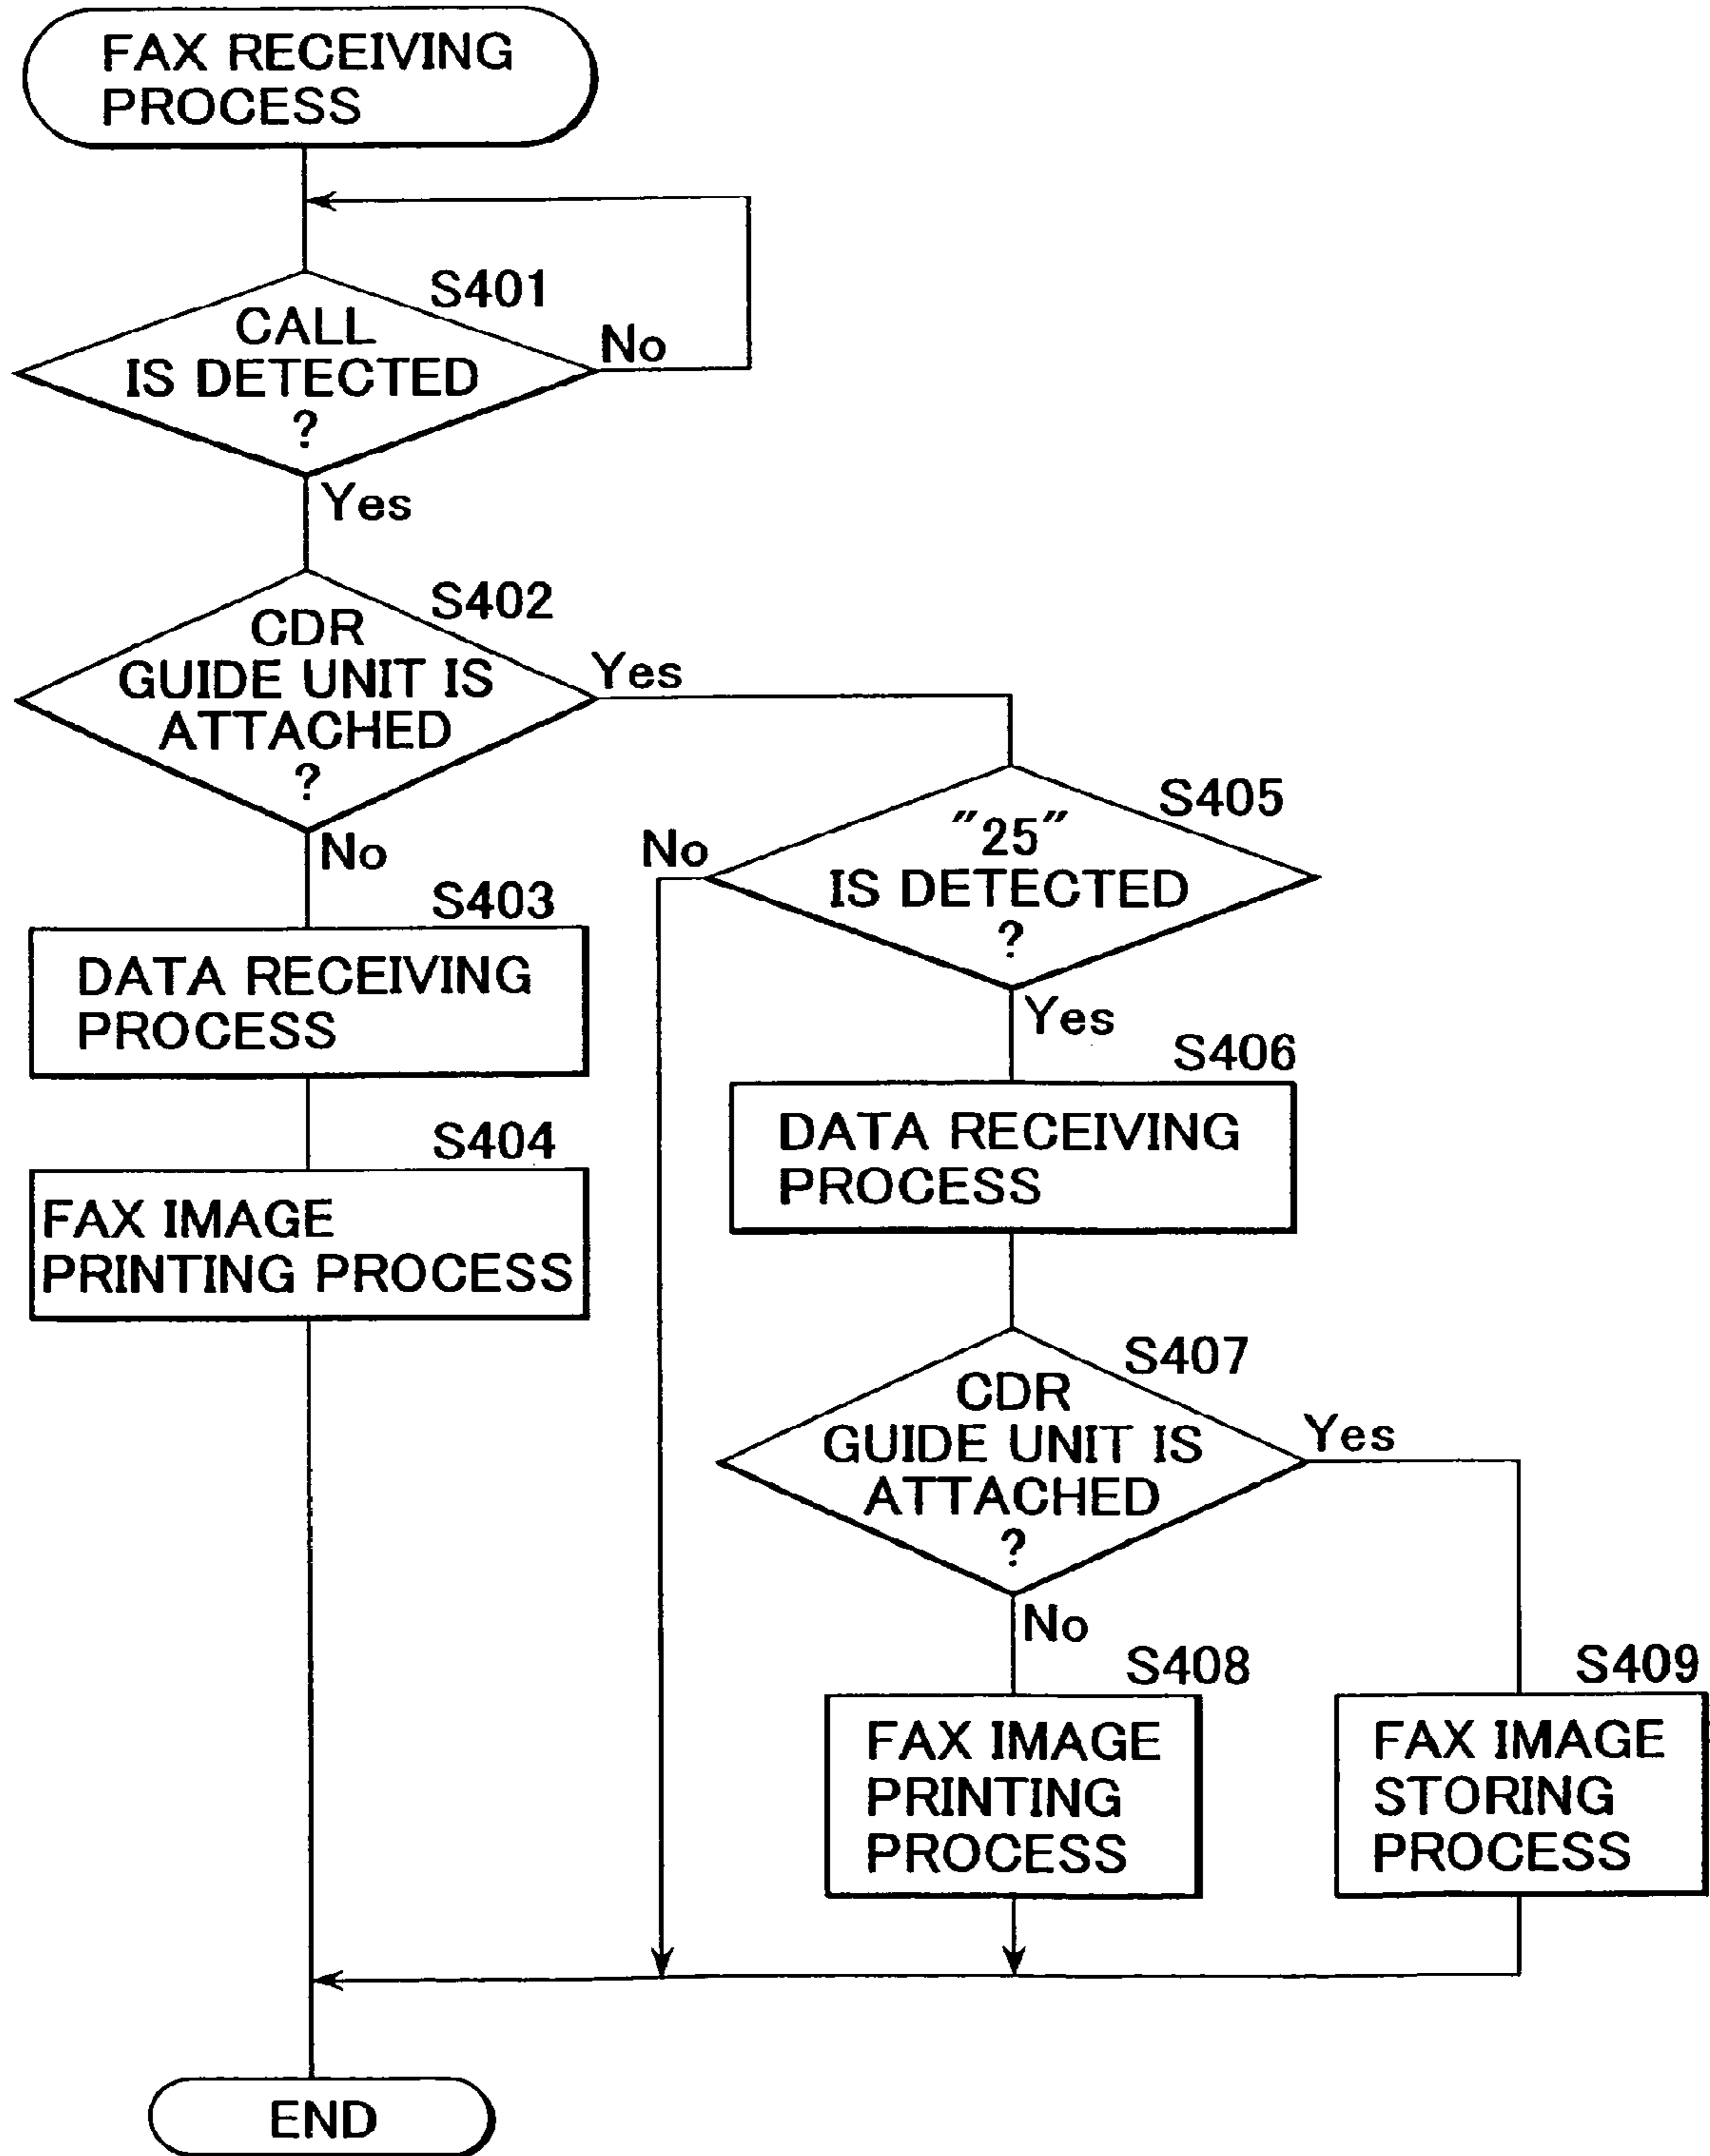 FAX RECEIVING
PROCESS
S401
CALL
IS DETECTED
?
No
Yes
S402
CDR
GUIDE UNIT IS
ATTACHED
?
Yes
No
S403
DATA RECEIVING
PROCESS
S404
FAX IMAGE
PRINTING PROCESS
S405
"25"
IS DETECTED
?
No
Yes
S406
DATA RECEIVING
PROCESS
S407
CDR
GUIDE UNIT IS
ATTACHED
?
Yes
No
S408
FAX IMAGE
PRINTING
PROCESS
S409
FAX IMAGE
STORING
PROCESS
END